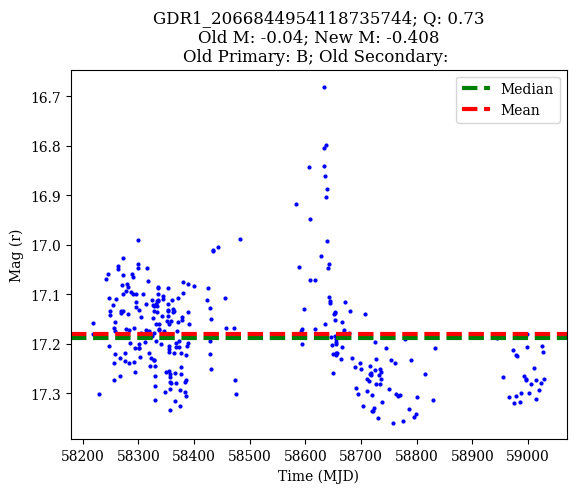 GDR1_2066844954118735744; Q: 0.73
Old M: -0.04; New M: -0.408
Old Primary: B; Old Secondary:
Median
Mean
16.7
16.8
16.9
17.0
17.1
17.2
17.3
Mag (r)
58200 58300 58400 58500 58600 58700 58800 58900 59000
Time (MJD)